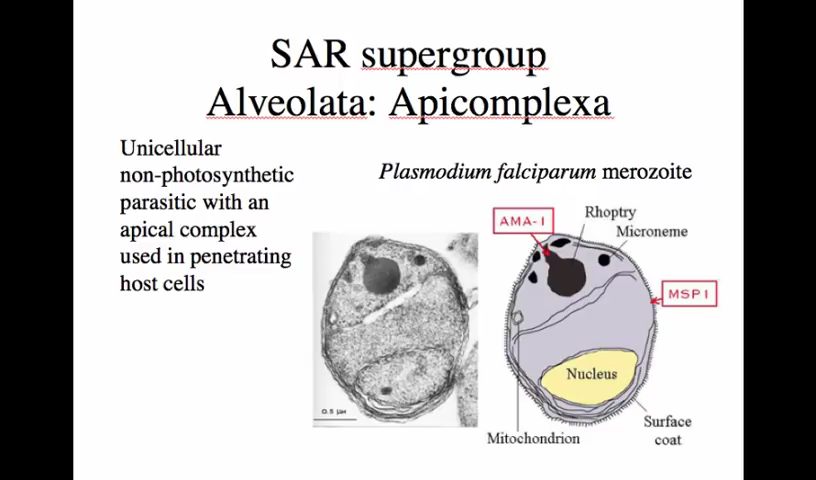 SAR supergroup
Alveolata: Apicomplexa
Unicellular
non-photosynthetic
parasitic with an
apical complex
used in penetrating
host cells
Plasmodium falciparum merozoite
AMA-1
Rhoptry
Microneme
MSP1
Nucleus
0.5 μm
Mitochondrion
Surface
coat